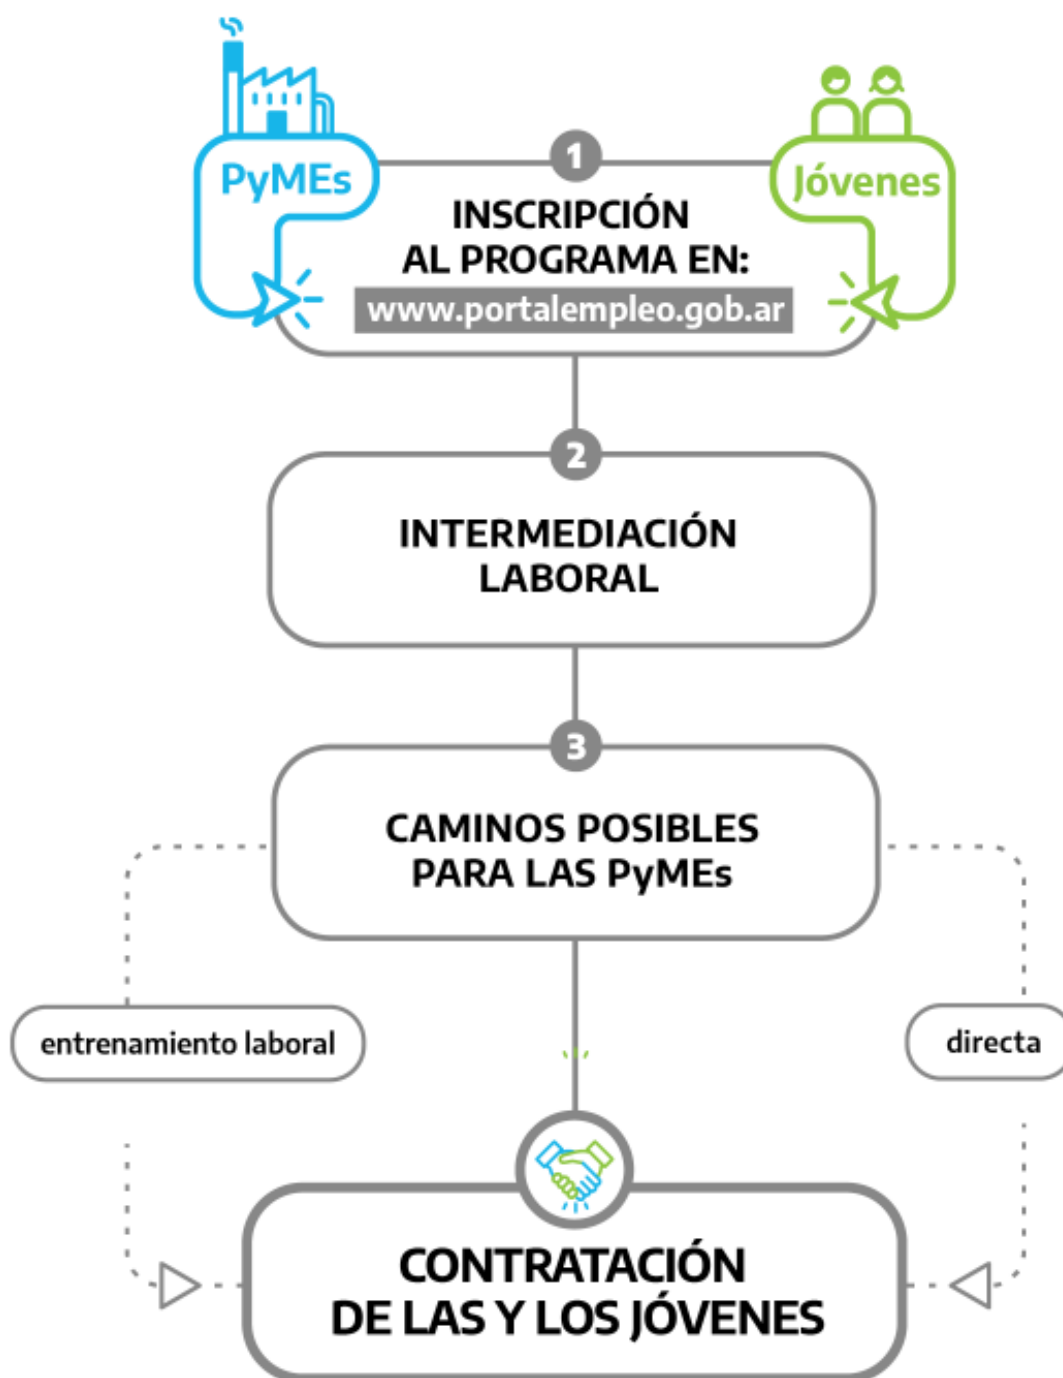 PyMEs
1
Jóvenes
INSCRIPCIÓN
AL PROGRAMA EN:
www.portalempleo.gob.ar
2
INTERMEDIACIÓN
LABORAL
3
CAMINOS POSIBLES
PARA LAS PyMEs
entrenamiento laboral
directa
CONTRATACIÓN
DE LAS Y LOS JÓVENES